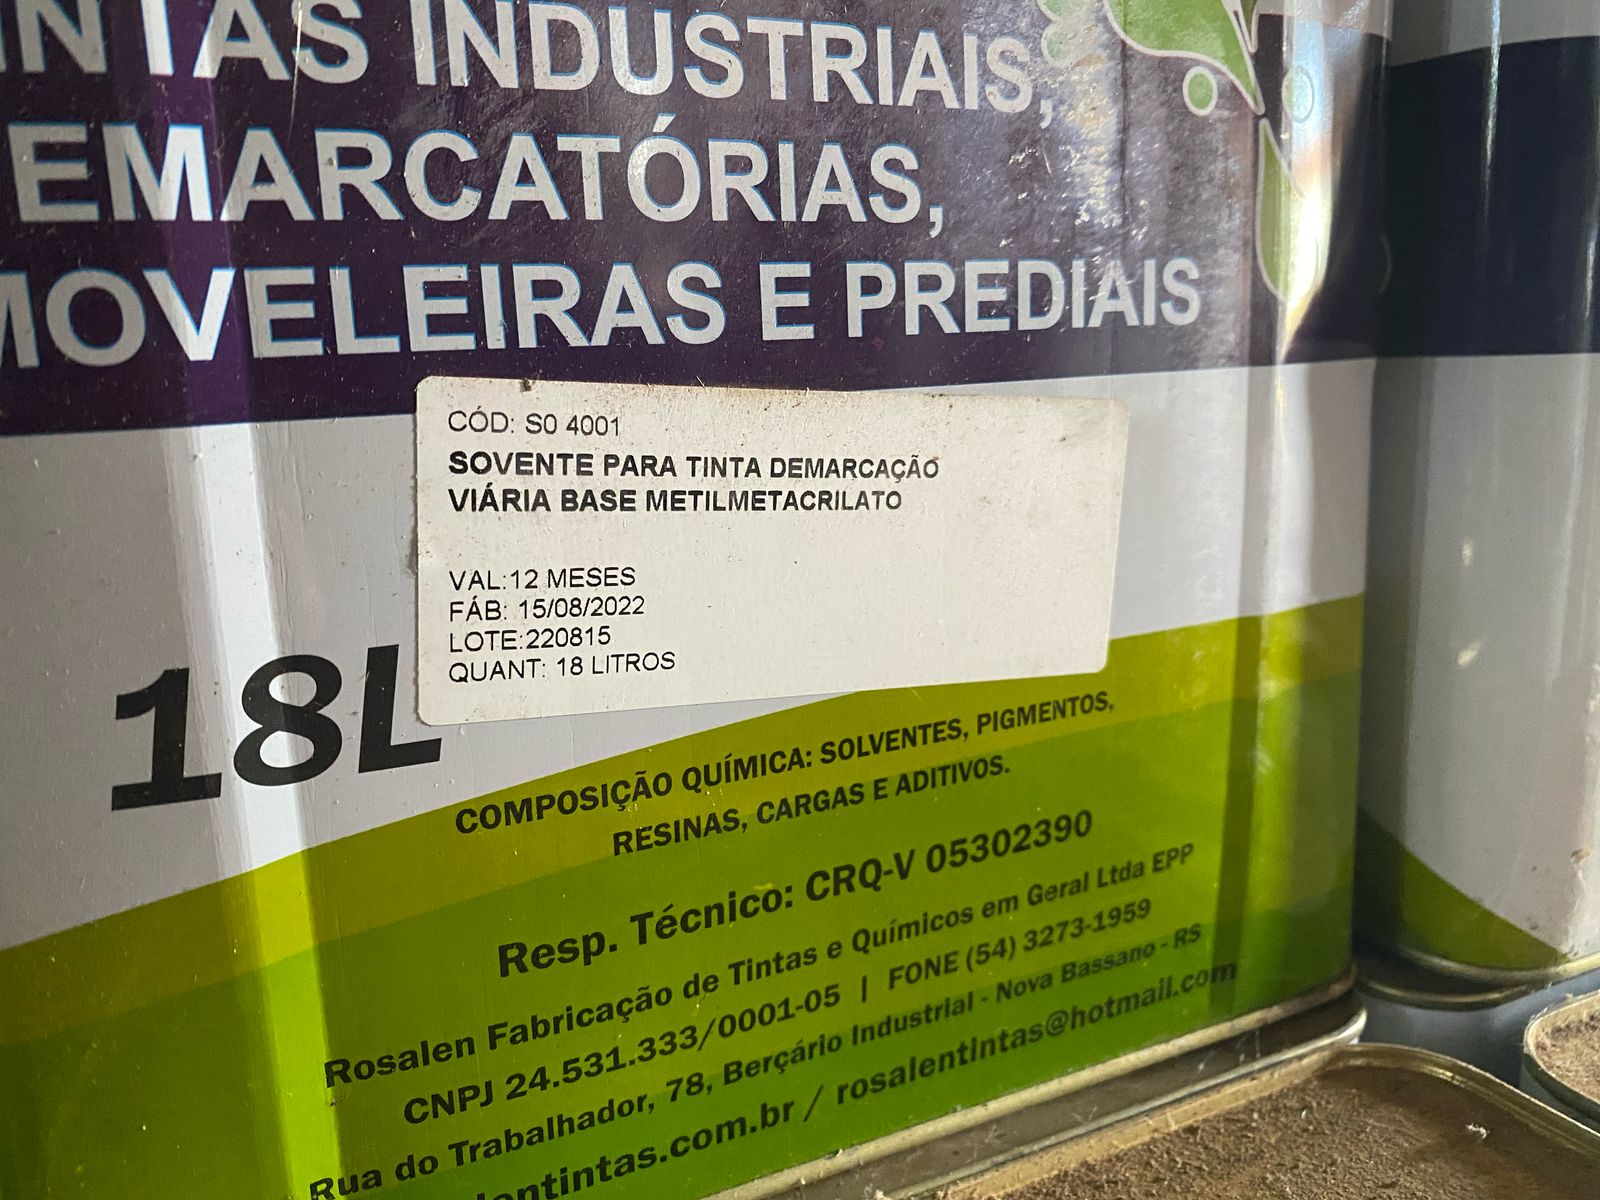 INTAS INDUSTRIAIS,
EMARCATÓRIAS,
MOVELEIRAS E PREDIAIS
CÓD: S0 4001
SOVENTE PARA TINTA DEMARCAÇÃO
VIÁRIA BASE METILMETACRILATO
VAL:12 MESES
FÁB: 15/08/2022
LOTE:220815
QUANT: 18 LITROS
18L
COMPOSIÇÃO QUÍMICA: SOLVENTES, PIGMENTOS,
RESINAS, CARGAS E ADITIVOS.
Resp. Técnico: CRQ-V 05302390
Rosalen Fabricação de Tintas e Químicos em Geral Ltda EPP
CNPJ 24.531.333/0001-05 | FONE (54) 3273-1959
Rua do Trabalhador, 78, Berçário Industrial - Nova Bassano - RS
lentintas.com.br / rosalentintas@hotmail.com